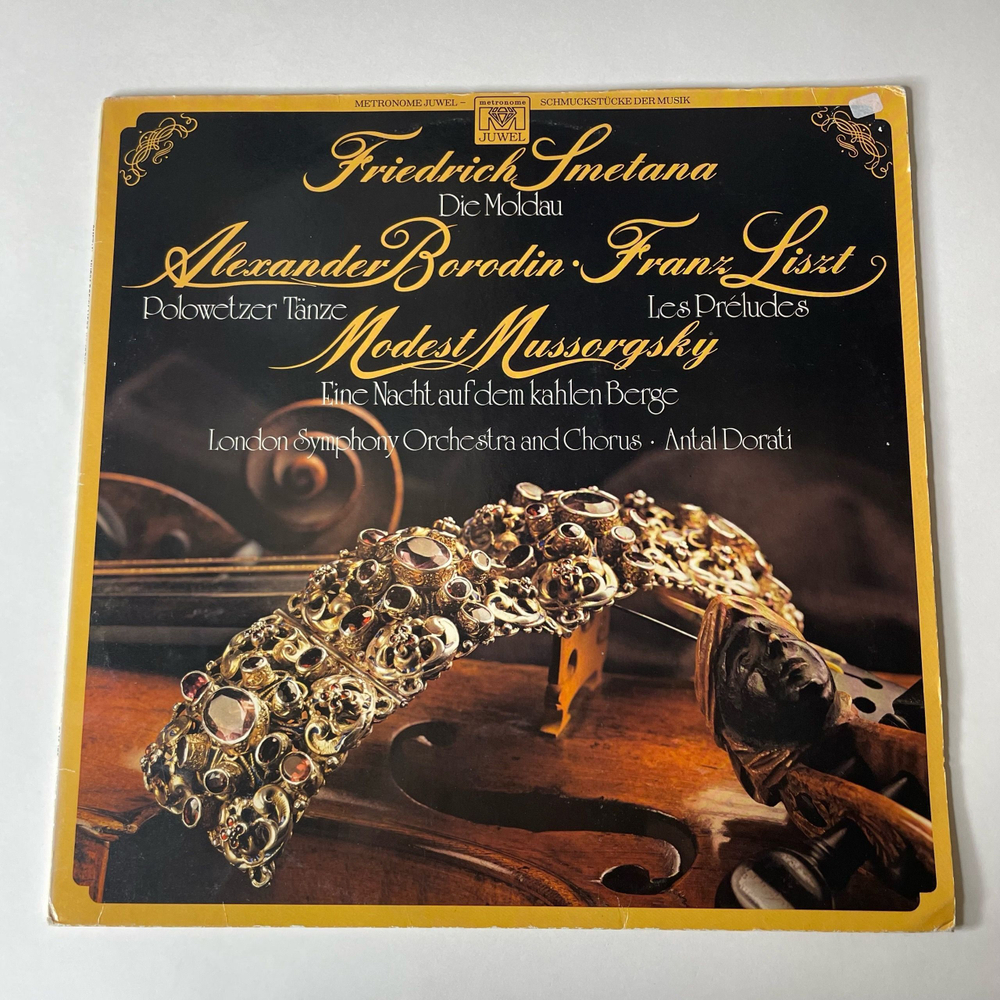 METRONOME JUWEL – metronome M JUWEL SCHMUCKSTÜCKE DER MUSIK
Friedrich Smetana
Die Moldau
Alexander Borodin · Franz Liszt
Polowetzer Tänze Les Préludes
Modest Mussorgsky
Eine Nacht auf dem kahlen Berge
London Symphony Orchestra and Chorus · Antal Dorati